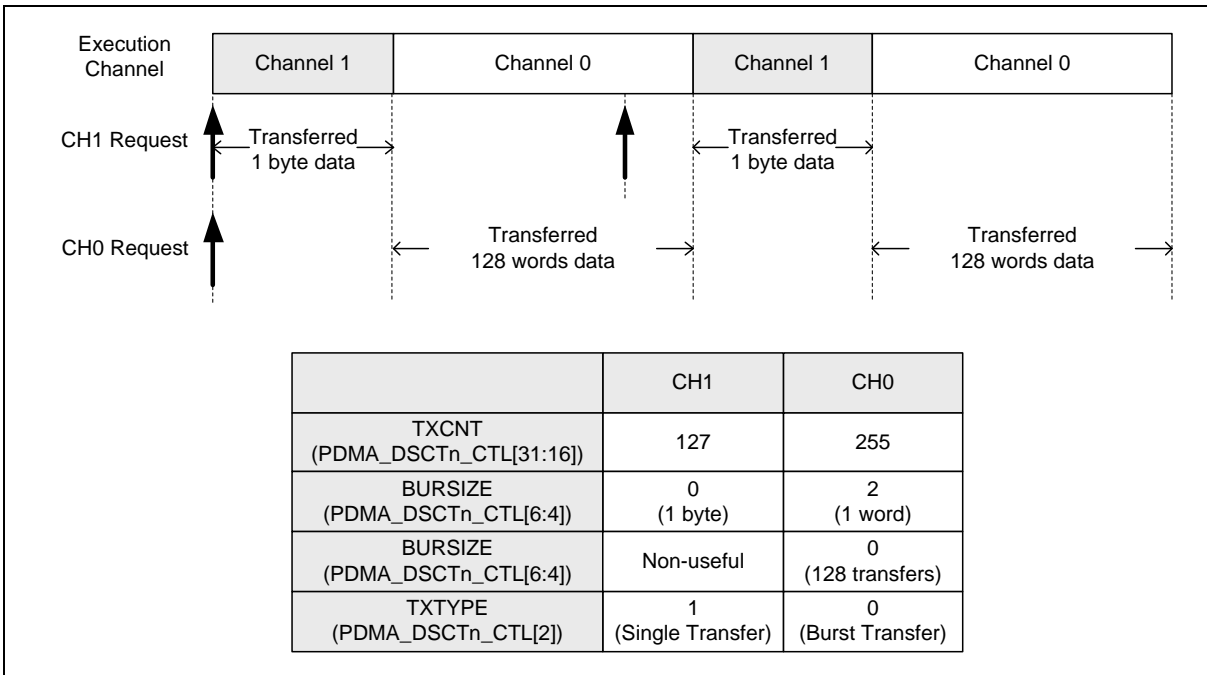 Execution
Channel
Channel 1
Channel 0
Channel 1
Channel 0
CH1 Request
Transferred
1 byte data
Transferred
1 byte data
CH0 Request
Transferred
128 words data
Transferred
128 words data
CH1
CH0
TXCNT
(PDMA_DSCTn_CTL[31:16])
127
255
BURSIZE
(PDMA_DSCTn_CTL[6:4])
0
(1 byte)
2
(1 word)
BURSIZE
(PDMA_DSCTn_CTL[6:4])
Non-useful
0
(128 transfers)
TXTYPE
(PDMA_DSCTn_CTL[2])
1
(Single Transfer)
0
(Burst Transfer)